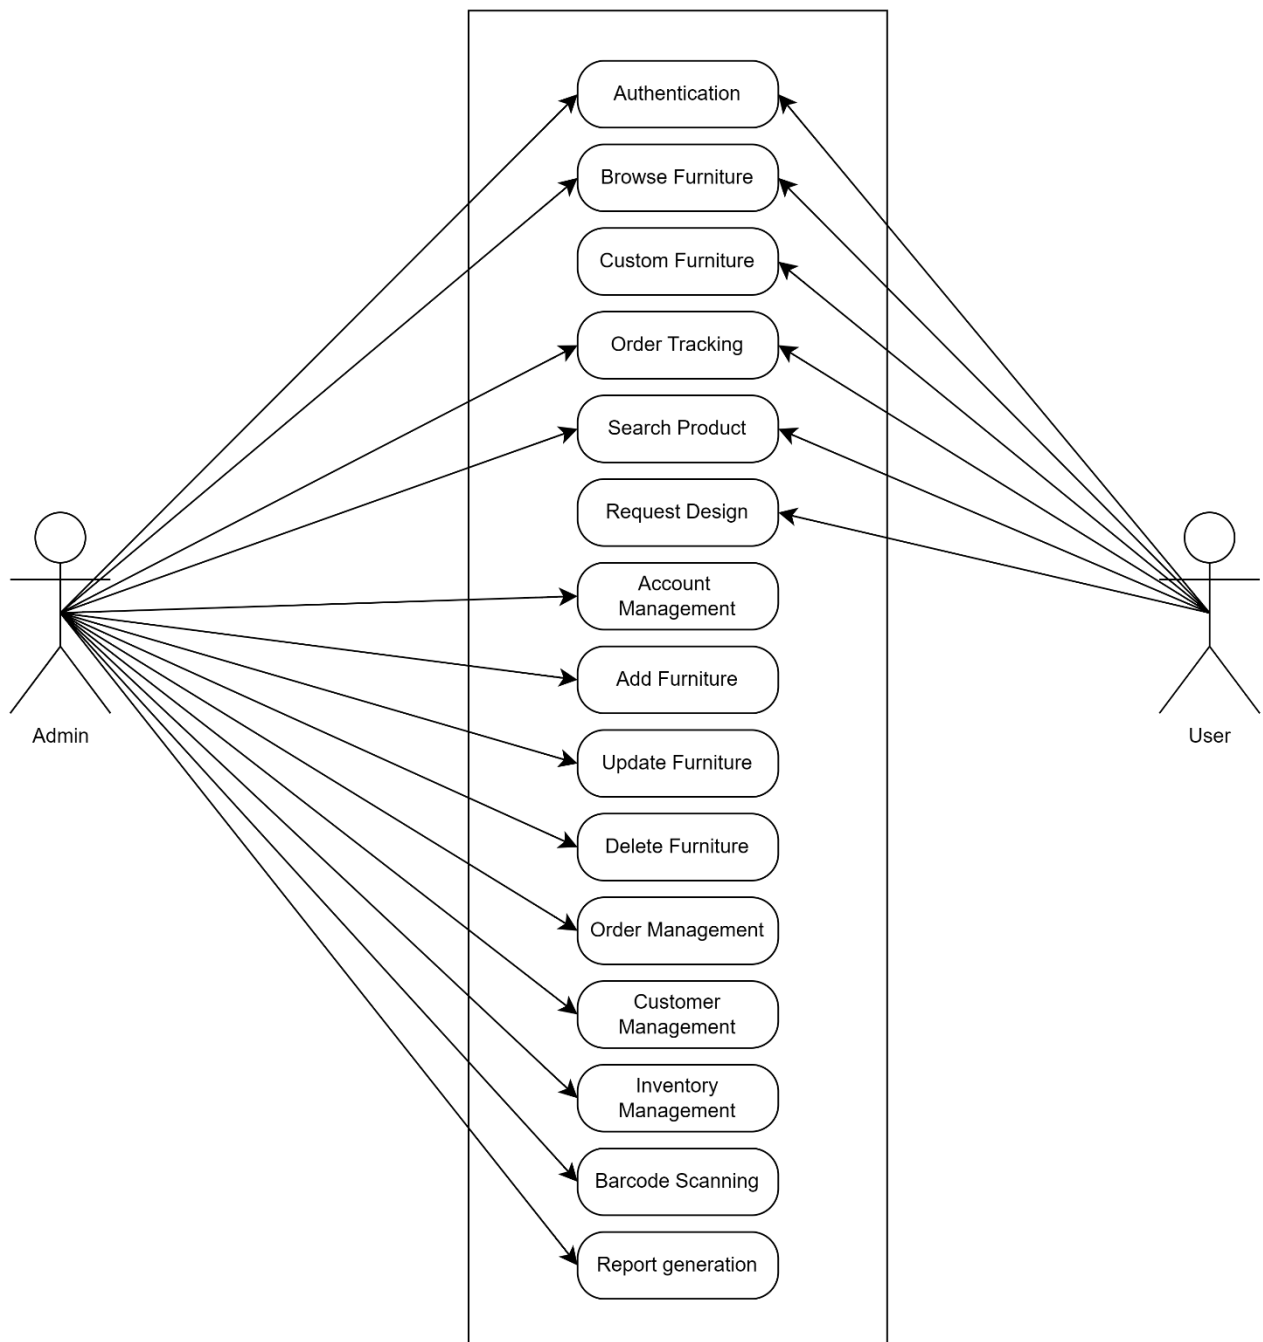 Authentication
Browse Furniture
Custom Furniture
Order Tracking
Search Product
Request Design
Account
Management
Add Furniture
Admin
User
Update Furniture
Delete Furniture
Order Management
Customer
Management
Inventory
Management
Barcode Scanning
Report generation